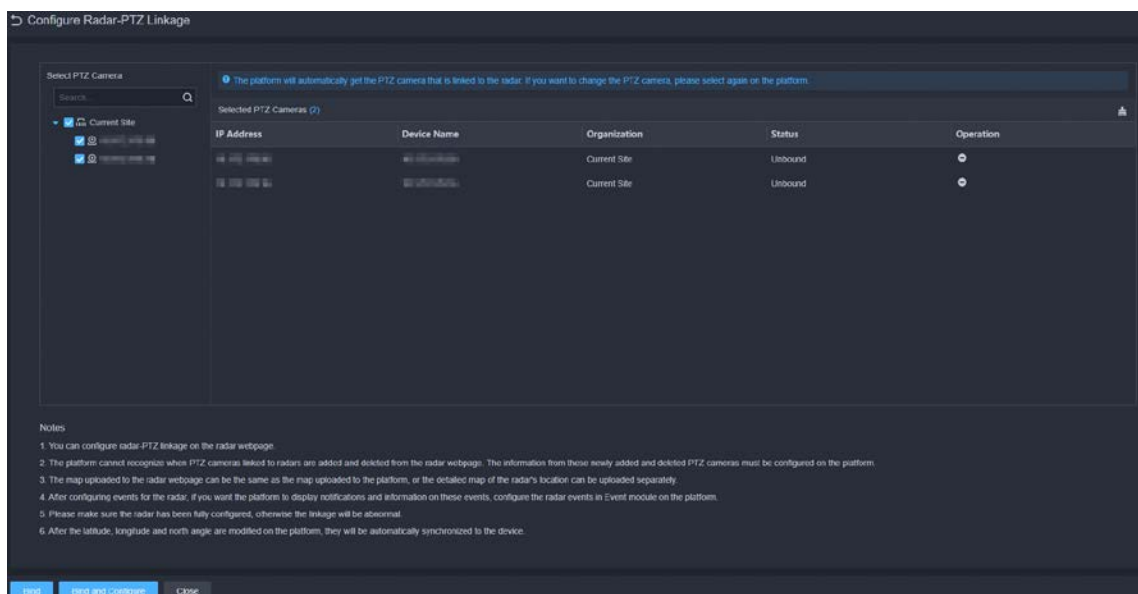 Configure Radar-PTZ Linkage
Select PTZ Camera
The platform will automatically get the PTZ camera that is linked to the radar. If you want to change the PTZ camera, please select again on the platform.
Search...
Selected PTZ Cameras (2)
Current Site
IP Address Device Name Organization Status Operation
Current Site Unbound
Current Site Unbound
Notes
1. You can configure radar-PTZ linkage on the radar webpage.
2. The platform cannot recognize when PTZ cameras linked to radars are added and deleted from the radar webpage. The information from these newly added and deleted PTZ cameras must be configured on the platform.
3. The map uploaded to the radar webpage can be the same as the map uploaded to the platform, or the detailed map of the radar's location can be uploaded separately.
4. After configuring events for the radar, if you want the platform to display notifications and information on these events, configure the radar events in Event module on the platform.
5. Please make sure the radar has been fully configured, otherwise the linkage will be abnormal.
6. After the latitude, longitude and north angle are modified on the platform, they will be automatically synchronized to the device.
Bind Bind and Configure Close